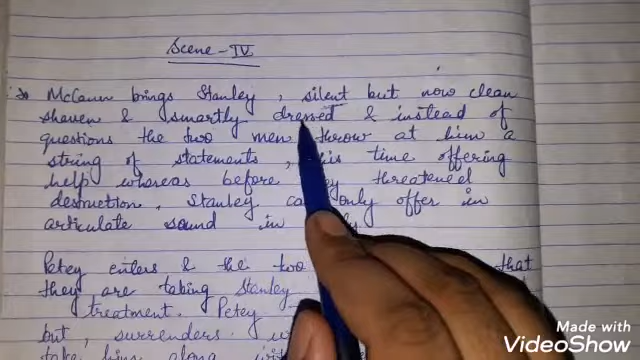 Scene-IV
McCann brings Stanley, silent but now clean
shaven & smartly dressed & instead of
questions the two men throw at him a
string of statements, this time offering
help whereas before they threatened
destruction. Stanley can only offer in
articulate sound in
Petey enters & the two that
they are taking Stanley
treatment. Petey
but, surrenders.
take him along
Made with
VideoShow